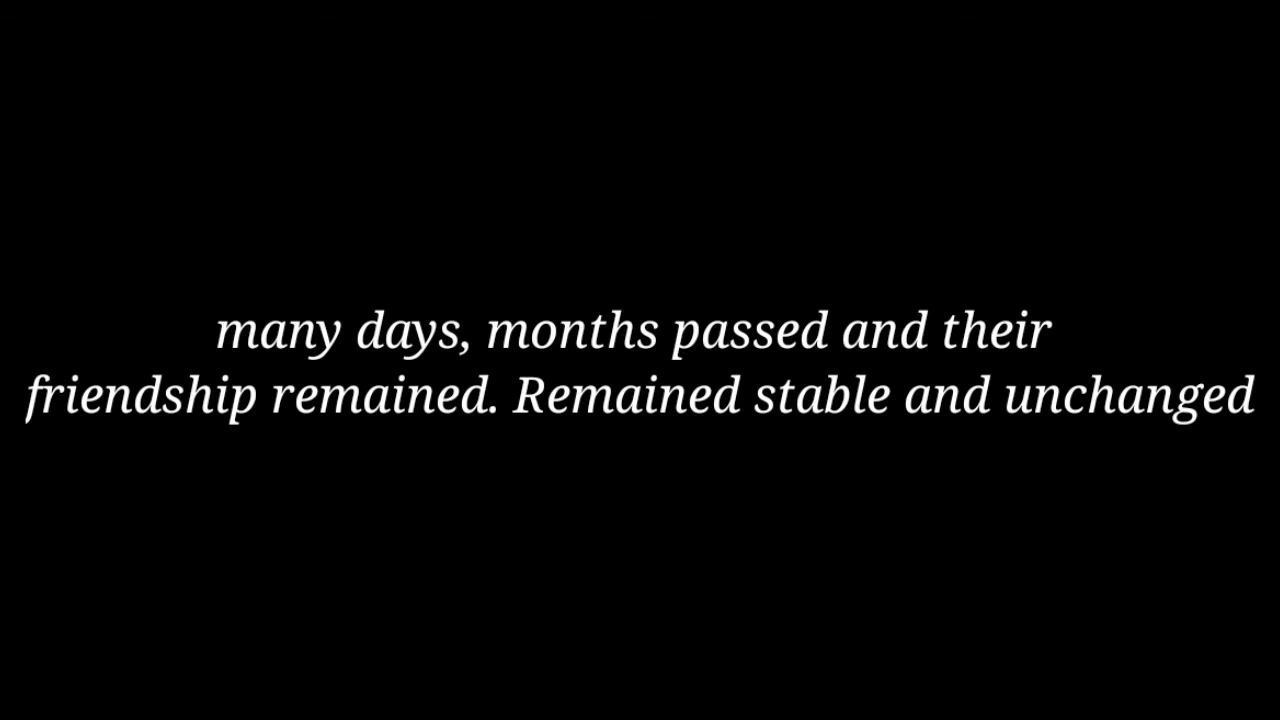 many days, months passed and their
friendship remained. Remained stable and unchanged